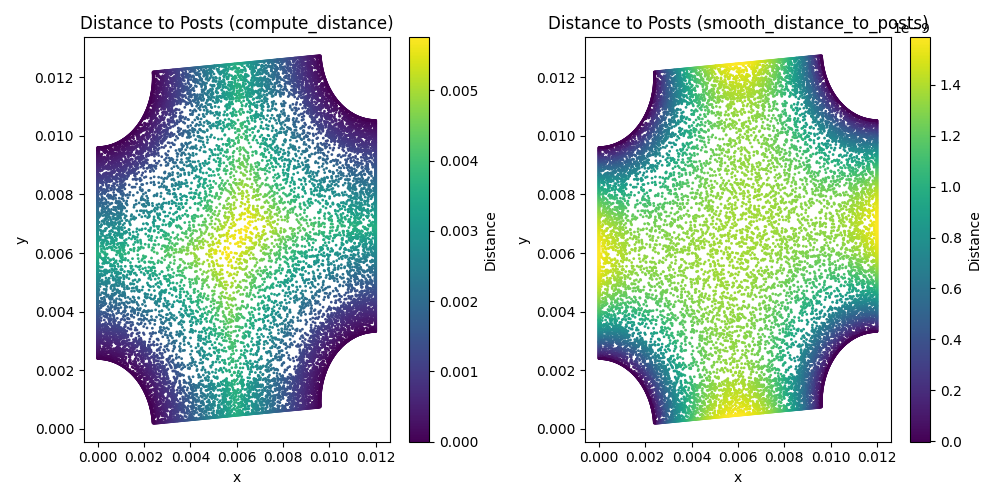 Distance to Posts (compute_distance)
0.012
0.010
0.008
0.006
0.004
0.002
0.000
y
0.000 0.002 0.004 0.006 0.008 0.010 0.012
x
0.005
0.004
0.003
0.002
0.001
0.000
Distance
Distance to Posts (smooth_distance_to_posts)
1e−9
0.012
0.010
0.008
0.006
0.004
0.002
0.000
y
0.000 0.002 0.004 0.006 0.008 0.010 0.012
x
1.4
1.2
1.0
0.8
0.6
0.4
0.2
0.0
Distance